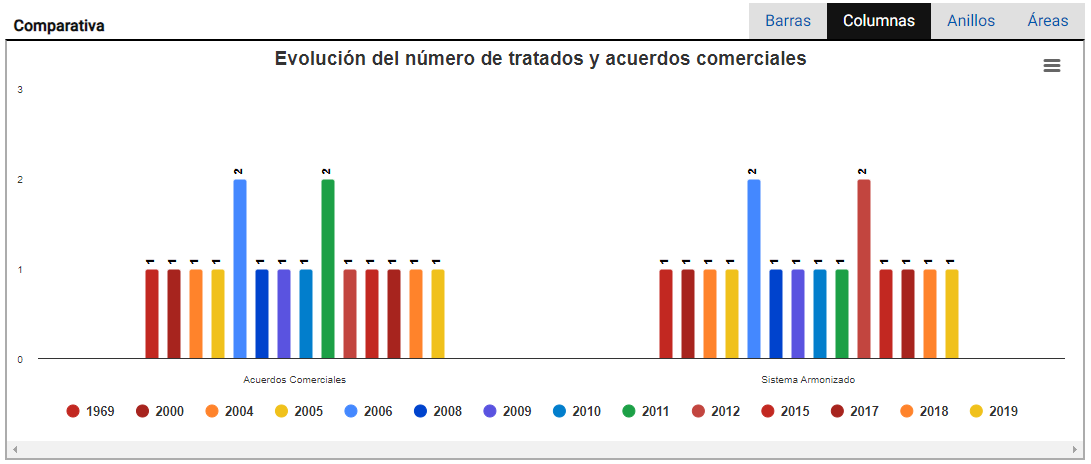 Comparativa
Barras
Columnas
Anillos
Áreas
Evolución del número de tratados y acuerdos comerciales
3
2
1
0
1 1 1 1 2 1 1 1 2 1 1 1 1 1
1 1 1 1 2 1 1 1 1 2 1 1 1 1
Acuerdos Comerciales
Sistema Armonizado
1969 2000 2004 2005 2006 2008 2009 2010 2011 2012 2015 2017 2018 2019